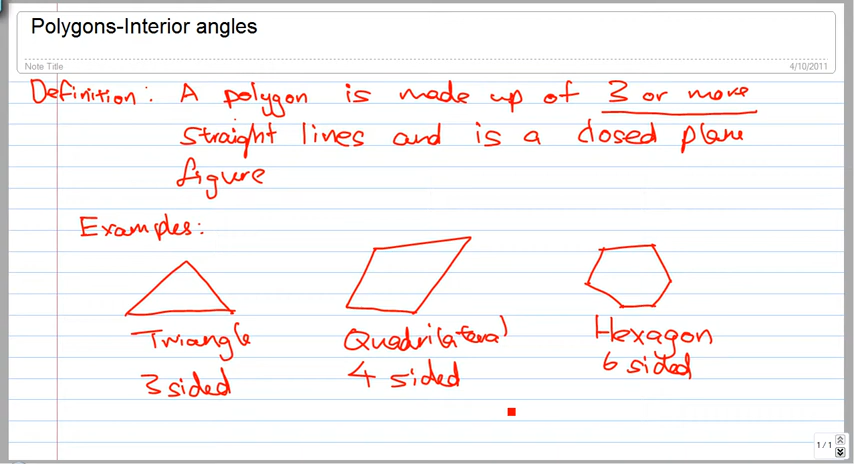 Polygons-Interior angles
Note Title
4/10/2011
Definition: A polygon is made up of 3 or more
straight lines and is a closed plane
figure
Examples:
Triangle
3 sided
Quadrilateral
4 sided
Hexagon
6 sided
1 / 1